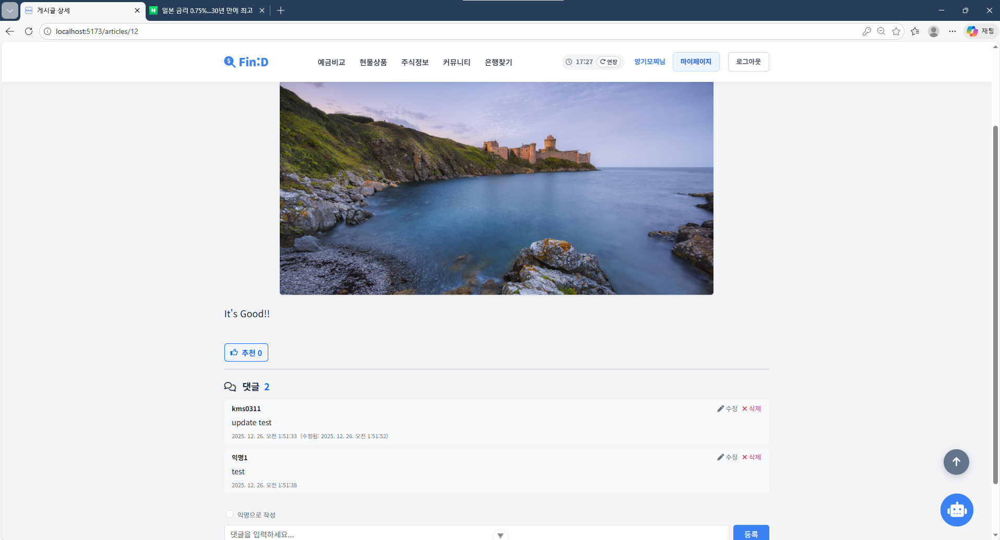 게시글 상세
일본 금리 0.75%...30년 만에 최고
localhost:5173/articles/12
채팅
Fin:D
예금비교 현물상품 주식정보 커뮤니티 은행찾기
17:27 연장 앙기모찌님 마이페이지 로그아웃
It's Good!!
추천 0
댓글 2
kms0311 수정 삭제
update test
2025. 12. 26. 오전 1:51:33 (수정됨: 2025. 12. 26. 오전 1:51:52)
익명1 수정 삭제
test
2025. 12. 26. 오전 1:51:38
익명으로 작성
댓글을 입력하세요... 등록